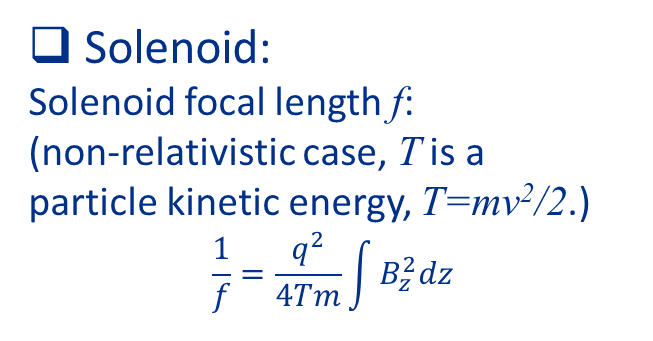 ❑ Solenoid:
Solenoid focal length f:
(non-relativistic case, T is a
particle kinetic energy, T=mv²/2.)
1/f = q²/4Tm ∫ B_z² dz